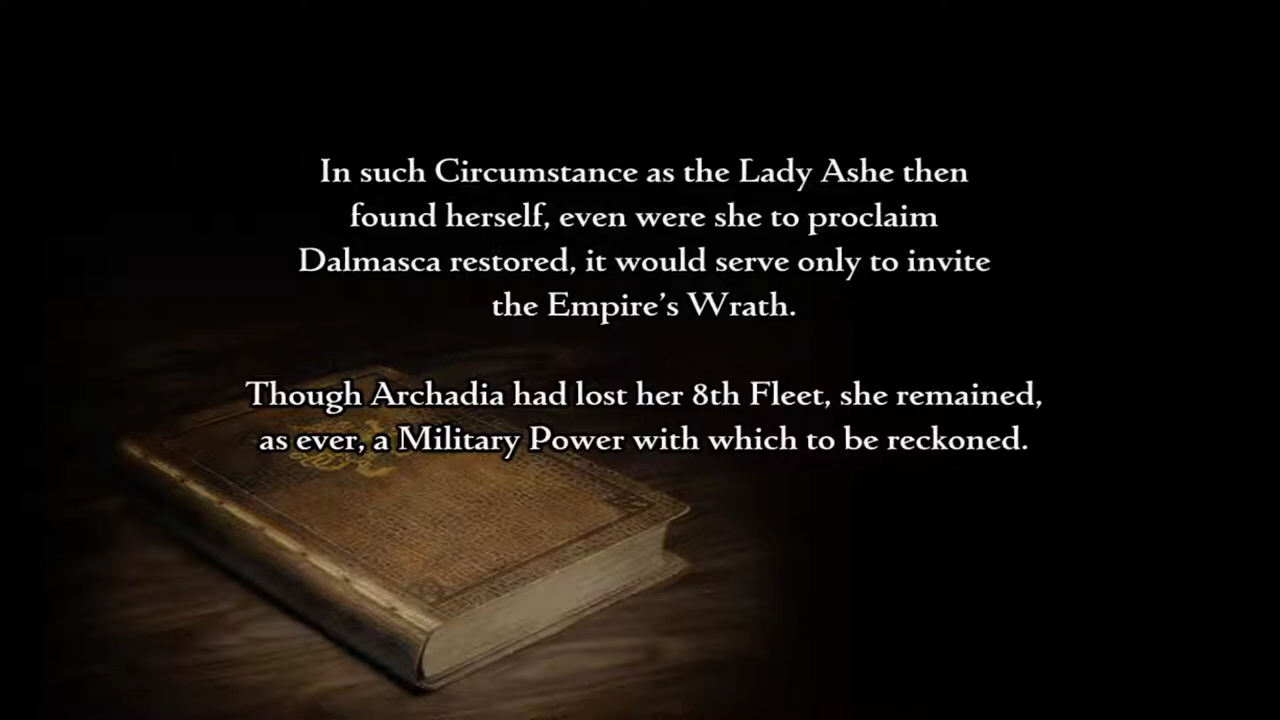 In such Circumstance as the Lady Ashe then
found herself, even were she to proclaim
Dalmasca restored, it would serve only to invite
the Empire’s Wrath.
Though Archadia had lost her 8th Fleet, she remained,
as ever, a Military Power with which to be reckoned.